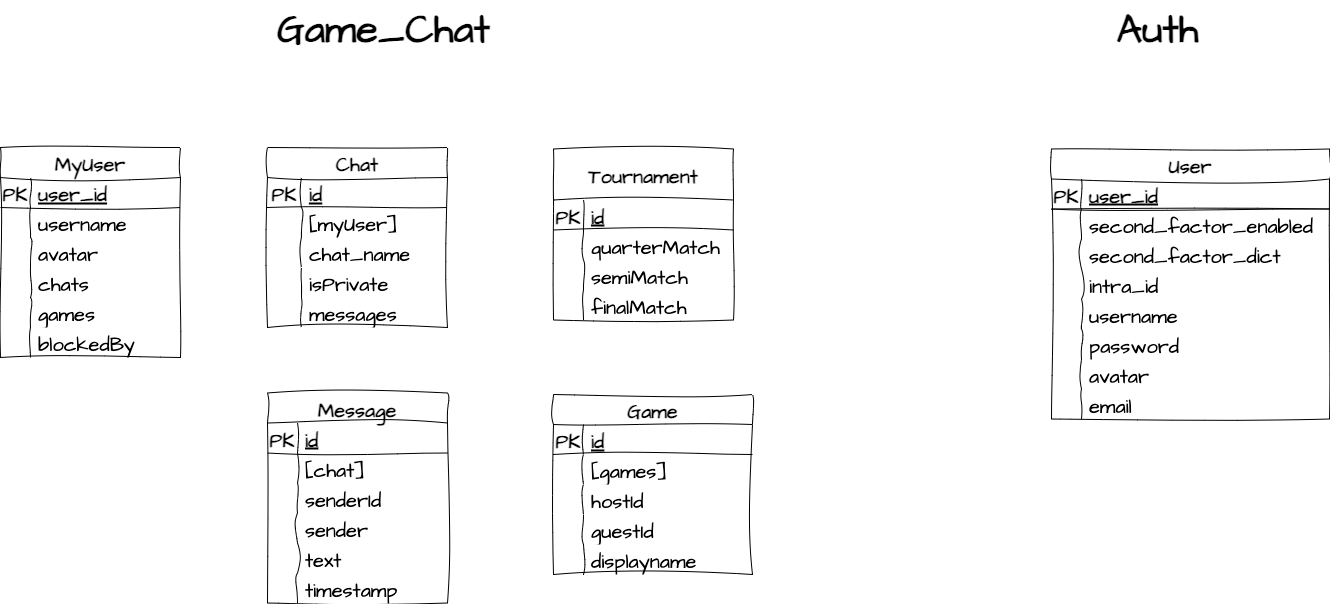 Game_Chat
Auth
MyUser
PK user_id
username
avatar
chats
games
blockedBy
Chat
PK id
[myUser]
chat_name
isPrivate
messages
Tournament
PK id
quarterMatch
semiMatch
finalMatch
User
PK user_id
second_factor_enabled
second_factor_dict
intra_id
username
password
avatar
email
Message
PK id
[chat]
senderId
sender
text
timestamp
Game
PK id
[games]
hostId
guestId
displayname